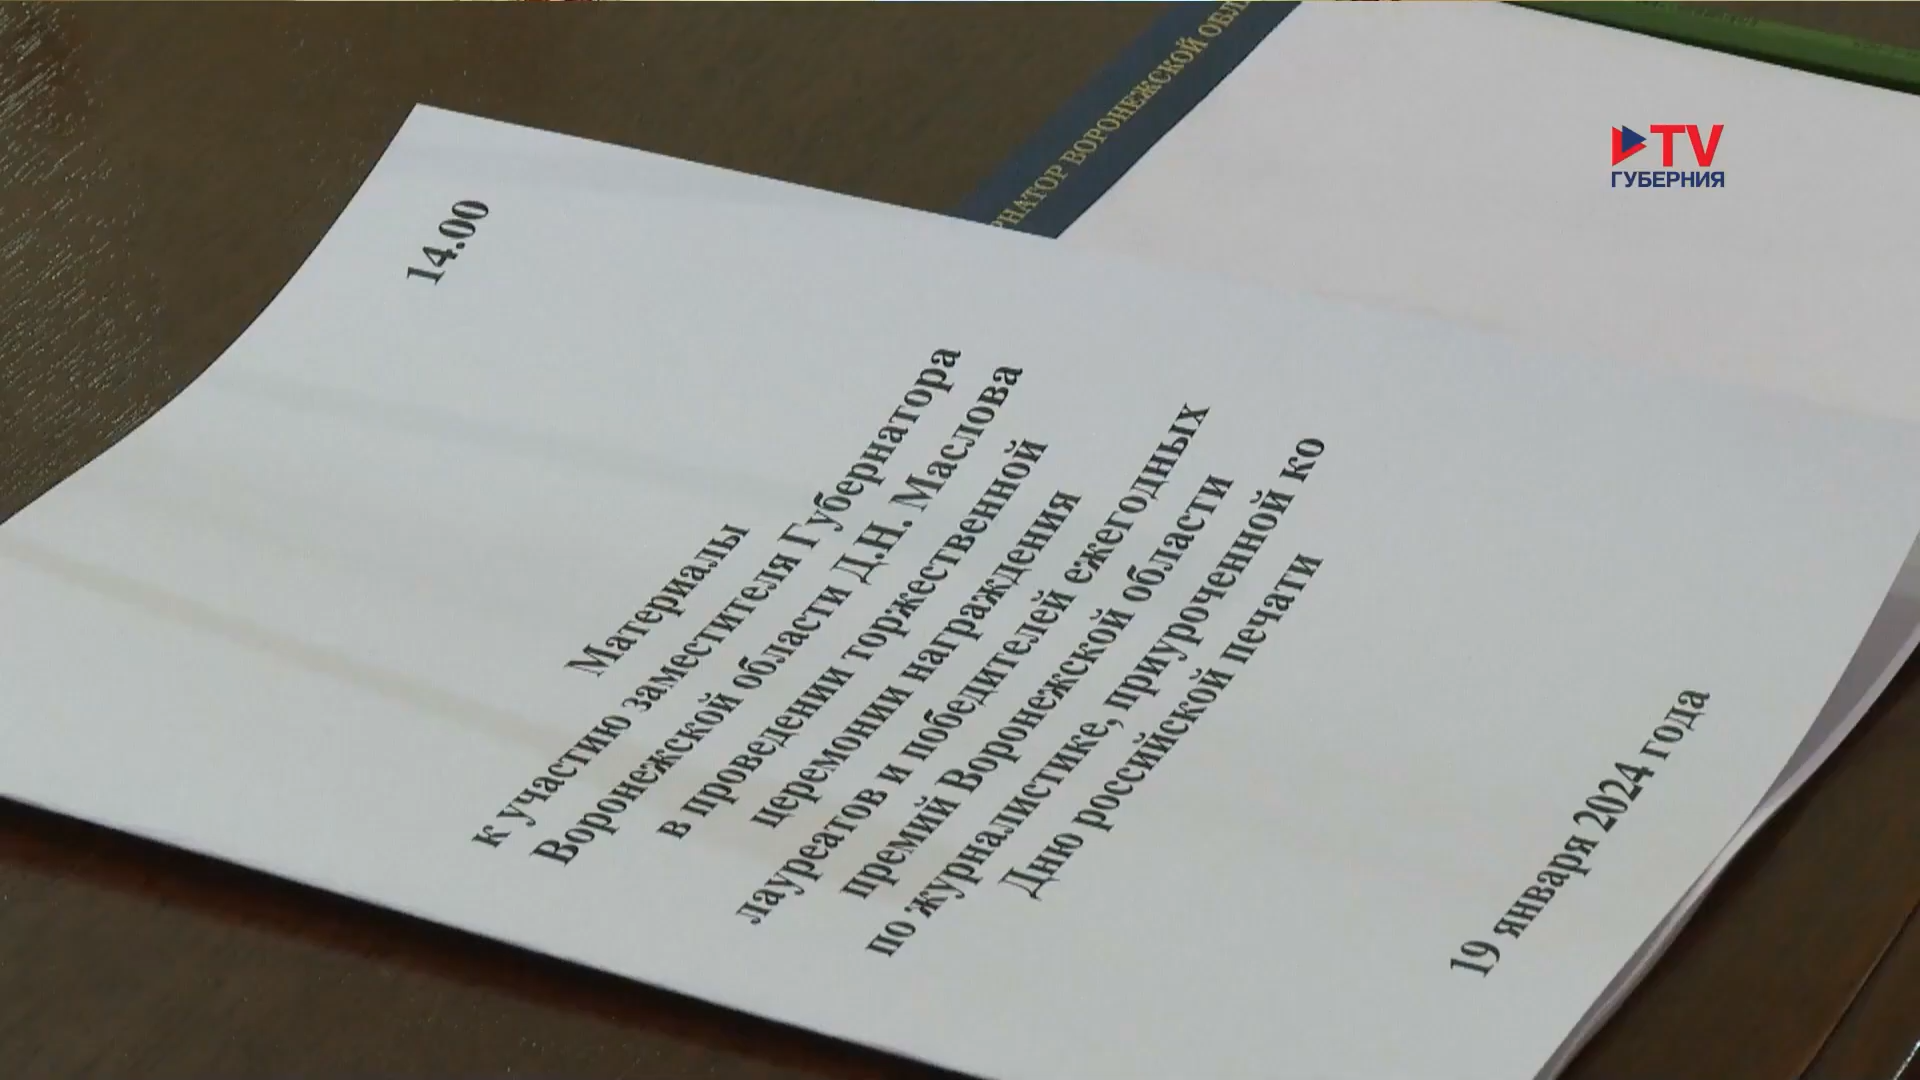 14.00
Материалы
к участию заместителя Губернатора
Воронежской области Д.Н. Маслова
в проведении торжественной
церемонии награждения
лауреатов и победителей ежегодных
премий Воронежской области
по журналистике, приуроченной ко
Дню российской печати
19 января 2024 года
РНАТОР ВОРОНЕЖСКОЙ ОБЛ
TV
ГУБЕРНИЯ